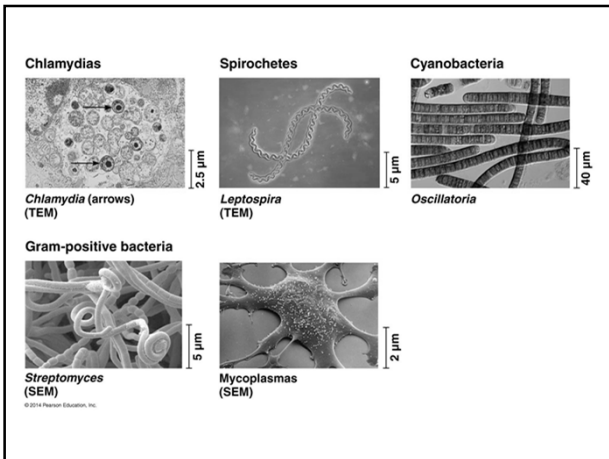 Chlamydias
2.5 µm
Chlamydia (arrows)
(TEM)
Spirochetes
5 µm
Leptospira
(TEM)
Cyanobacteria
40 µm
Oscillatoria
Gram-positive bacteria
5 µm
Streptomyces
(SEM)
2 µm
Mycoplasmas
(SEM)
© 2014 Pearson Education, Inc.